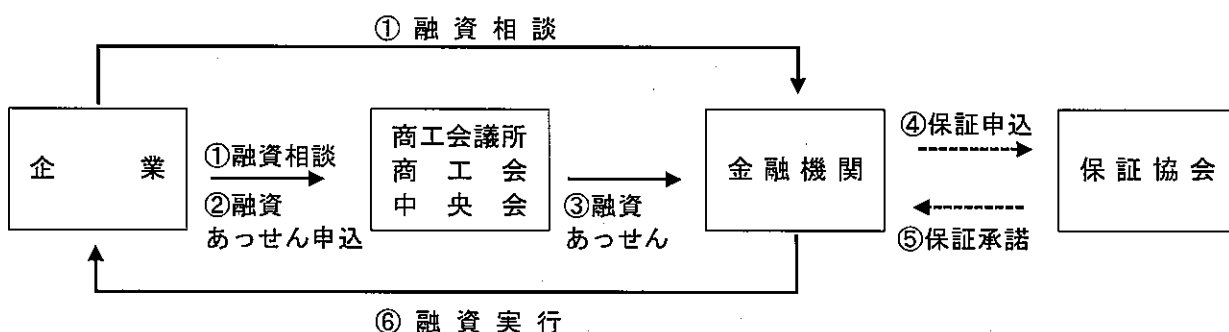 ① 融 資 相 談
企 業
①融資相談
②融資
あっせん申込
商工会議所
商 工 会
中 央 会
③融資
あっせん
金 融 機 関
④保証申込
⑤保証承諾
保 証 協 会
⑥ 融 資 実 行